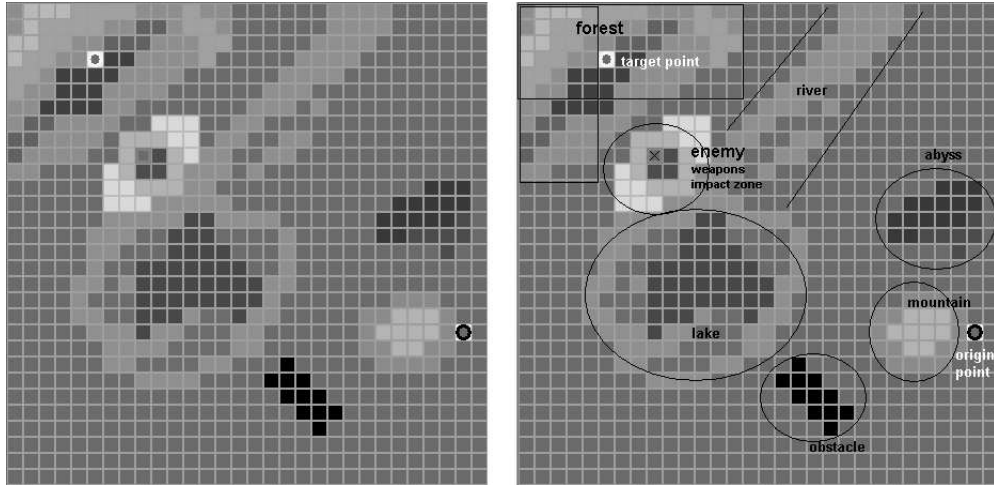 forest
target point
river
enemy
weapons
impact zone
abyss
mountain
lake
origin
point
obstacle